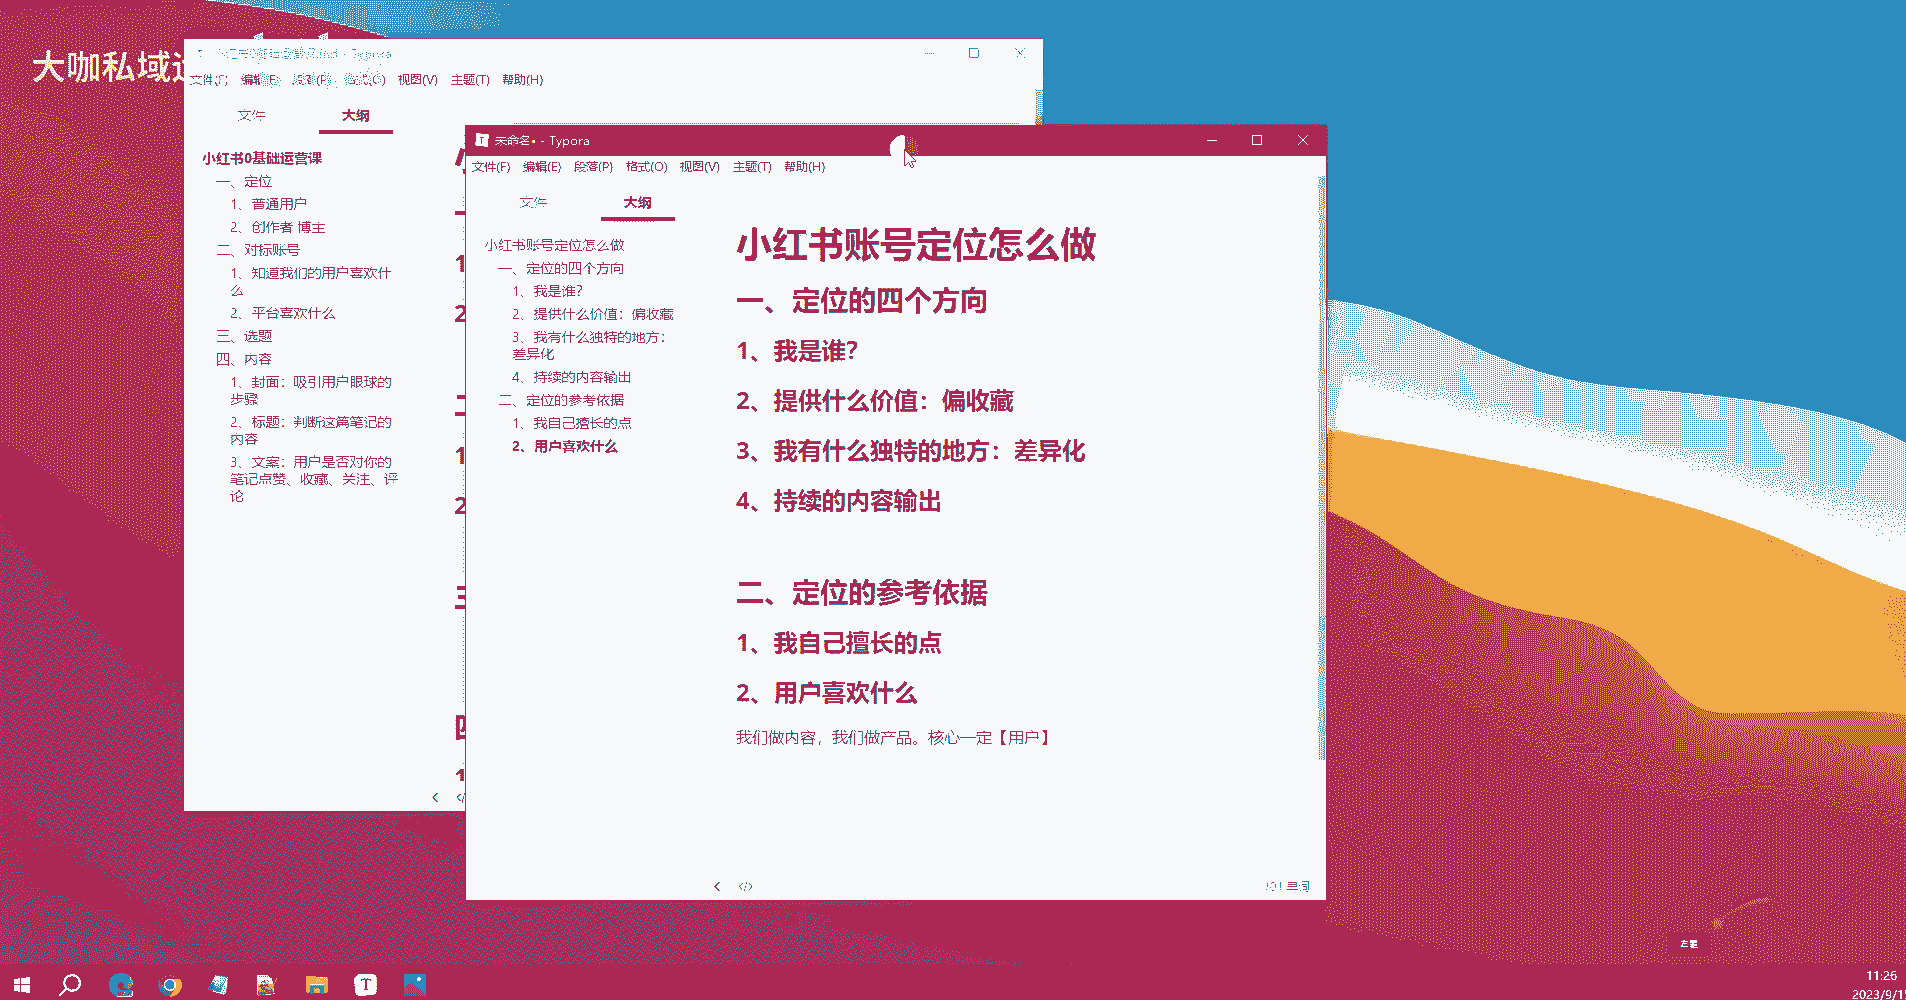 大咖私域运
文件(F) 编辑(E) 段落(P) 格式(O) 视图(V) 主题(T) 帮助(H)
文件 大纲
小红书0基础运营课
一、定位
1、普通用户
2、创作者 博主
二、对标账号
1、知道我们的用户喜欢什
么
2、平台喜欢什么
三、选题
四、内容
1、封面：吸引用户眼球的
步骤
2、标题：判断这篇笔记的
内容
3、文案：用户是否对你的
笔记点赞、收藏、关注、评
论
未命名• - Typora
文件(F) 编辑(E) 段落(P) 格式(O) 视图(V) 主题(T) 帮助(H)
文件 大纲
小红书账号定位怎么做
一、定位的四个方向
1、我是谁？
2、提供什么价值：偏收藏
3、我有什么独特的地方：
差异化
4、持续的内容输出
二、定位的参考依据
1、我自己擅长的点
2、用户喜欢什么
小红书账号定位怎么做
一、定位的四个方向
1、我是谁？
2、提供什么价值：偏收藏
3、我有什么独特的地方：差异化
4、持续的内容输出
二、定位的参考依据
1、我自己擅长的点
2、用户喜欢什么
我们做内容，我们做产品。核心一定【用户】
11:26
2023/9/1